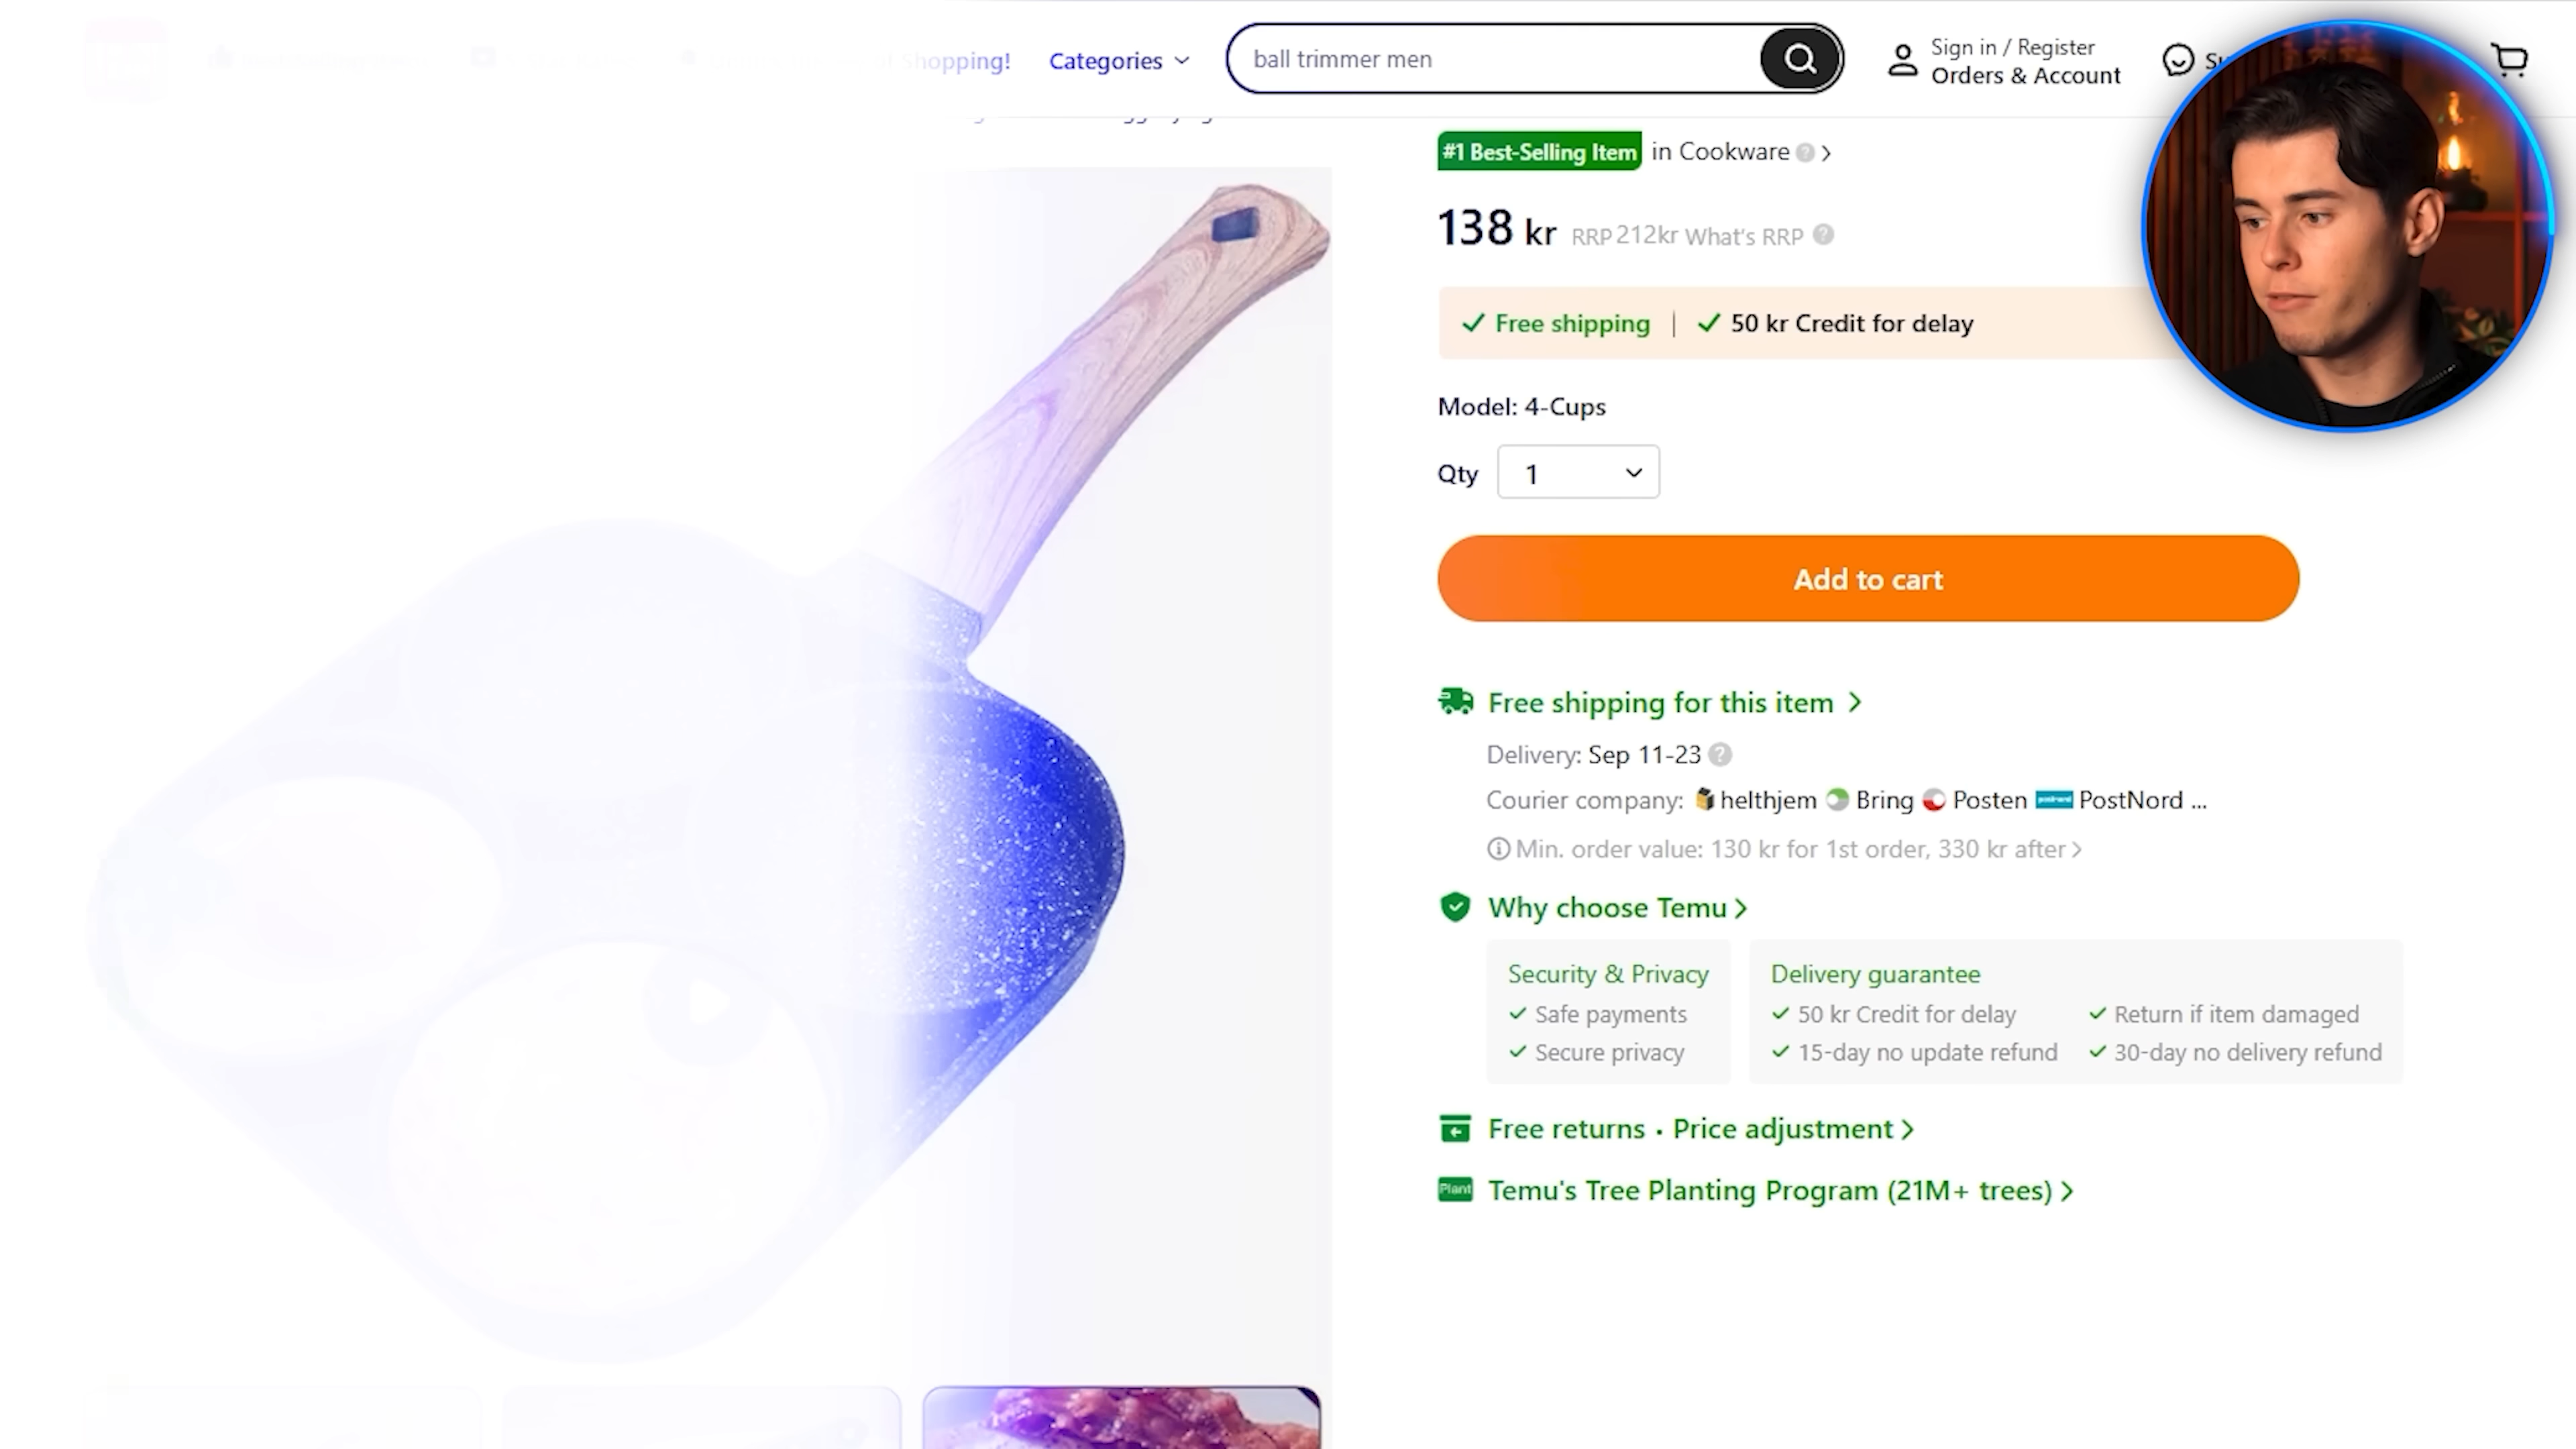 Shopping!
Categories
ball trimmer men
Sign in / Register
Orders & Account
#1 Best-Selling Item in Cookware
138 kr RRP 212kr What's RRP
Free shipping | 50 kr Credit for delay
Model: 4-Cups
Qty 1
Add to cart
Free shipping for this item
Delivery: Sep 11-23
Courier company: helthjem Bring Posten PostNord ...
Min. order value: 130 kr for 1st order, 330 kr after
Why choose Temu
Security & Privacy
Safe payments
Secure privacy
Delivery guarantee
50 kr Credit for delay
Return if item damaged
15-day no update refund
30-day no delivery refund
Free returns · Price adjustment
Plant Temu's Tree Planting Program (21M+ trees)